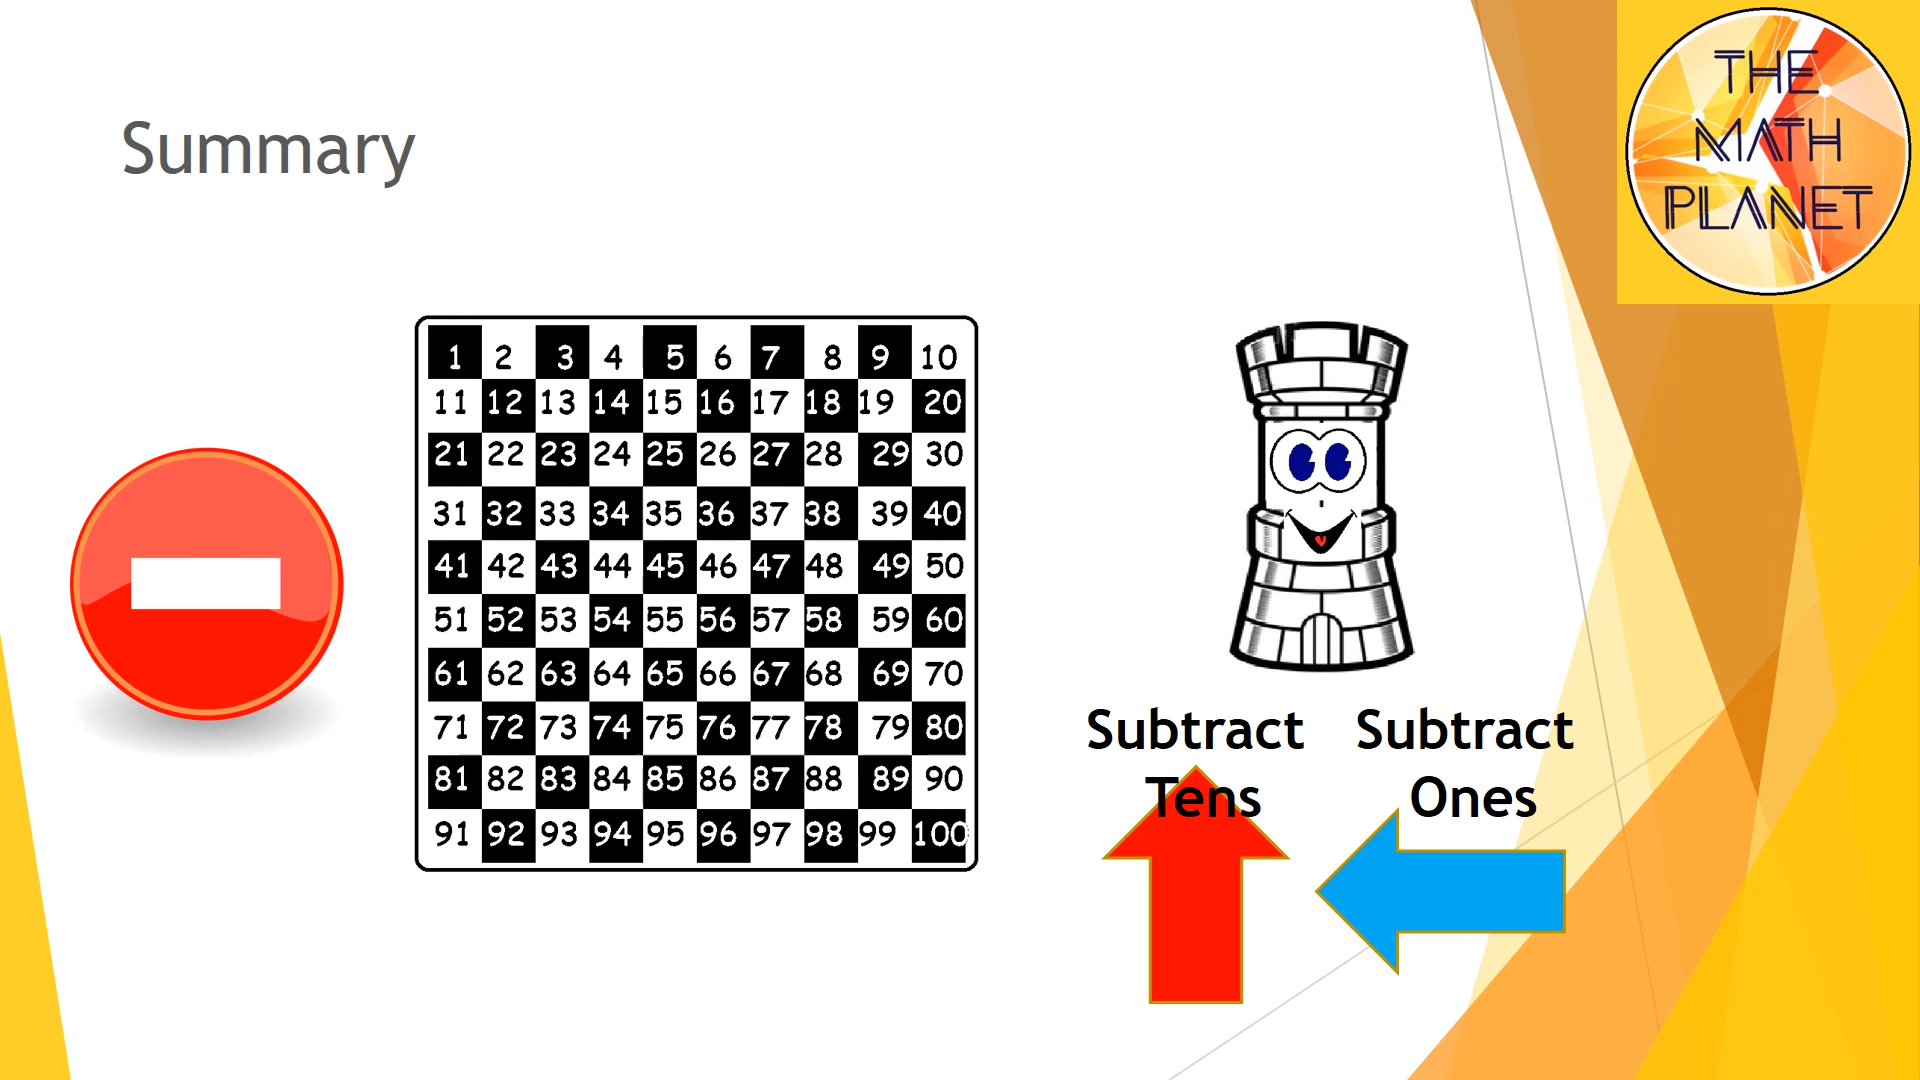 THE
MATH
PLANET
Summary
1 2 3 4 5 6 7 8 9 10
11 12 13 14 15 16 17 18 19 20
21 22 23 24 25 26 27 28 29 30
31 32 33 34 35 36 37 38 39 40
41 42 43 44 45 46 47 48 49 50
51 52 53 54 55 56 57 58 59 60
61 62 63 64 65 66 67 68 69 70
71 72 73 74 75 76 77 78 79 80
81 82 83 84 85 86 87 88 89 90
91 92 93 94 95 96 97 98 99 100
Subtract
Tens
Subtract
Ones